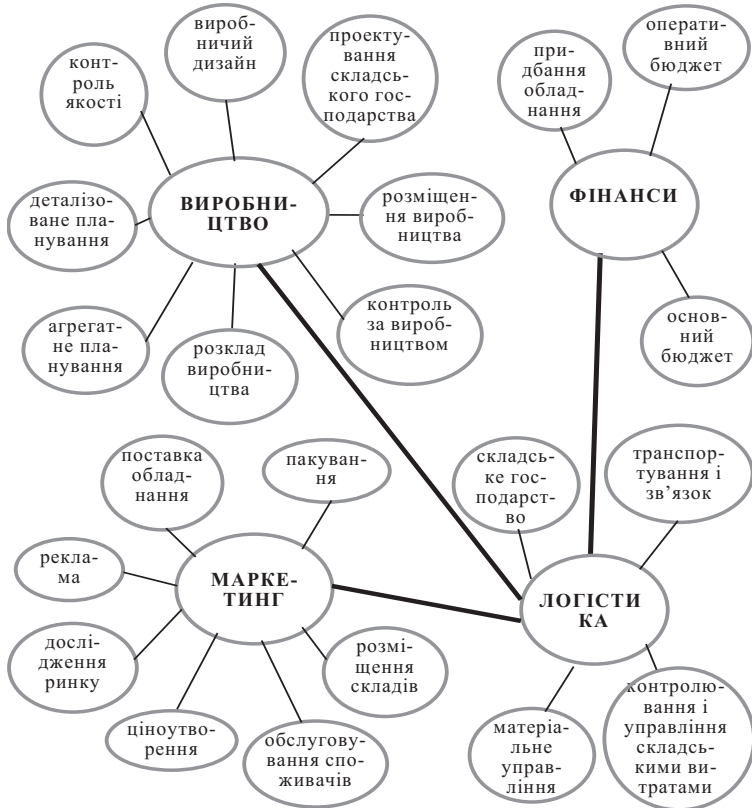 конт-
роль
якості
вироб-
ничий
дизайн
проекту-
вання
складсь-
кого гос-
подарства
деталізо-
ване пла-
нування
ВИРОБНИ-
ЦТВО
розміщен-
ня вироб-
ництва
агрегат-
не пла-
нування
розклад
виробни-
цтва
контроль
за вироб-
ництвом
при-
дбання
облад-
нання
операти-
вний
бюджет
ФІНАНСИ
основ-
ний
бюджет
поставка
облад-
нання
пакуван-
ня
рекла-
ма
МАРКЕ-
ТИНГ
дослі-
дження
ринку
ціноутво-
рення
обслугову-
вання спо-
живачів
розмі-
щення
складів
складсь-
ке гос-
подарст-
во
транспор-
тування і
зв’язок
ЛОГІСТИ
КА
матеріа-
льне
управ-
ління
контролю-
вання і
управління
складсь-
кими ви-
тратами